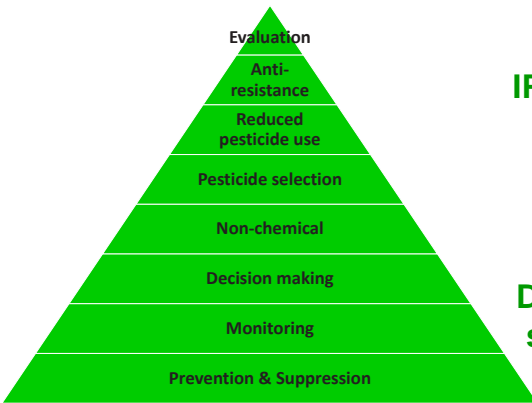 Evaluation
Anti-
resistance
Reduced
pesticide use
Pesticide selection
Non-chemical
Decision making
Monitoring
Prevention & Suppression